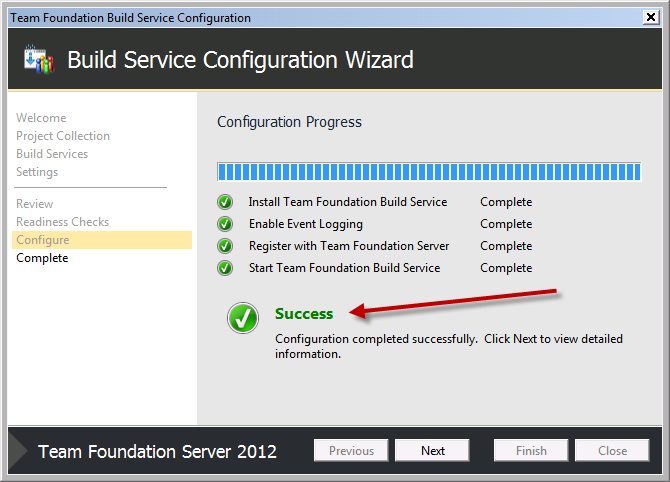 Team Foundation Build Service Configuration
Build Service Configuration Wizard
Welcome
Project Collection
Build Services
Settings
Review
Readiness Checks
Configure
Complete
Configuration Progress
Install Team Foundation Build Service Complete
Enable Event Logging Complete
Register with Team Foundation Server Complete
Start Team Foundation Build Service Complete
Success
Configuration completed successfully. Click Next to view detailed
information.
Team Foundation Server 2012
Previous Next Finish Close